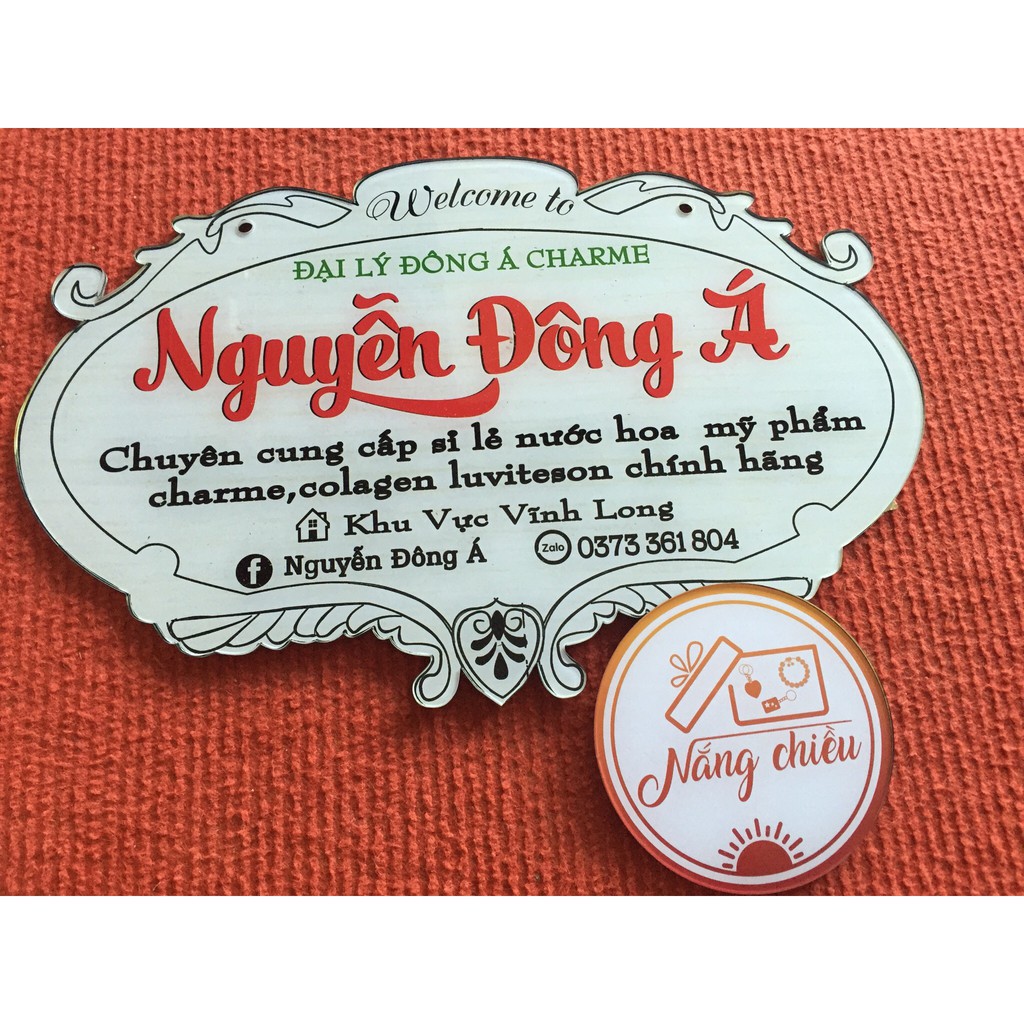 Welcome to
ĐẠI LÝ ĐÔNG Á CHARME
Nguyễn Đông Á
Chuyên cung cấp sỉ lẻ nước hoa mỹ phẩm
charme,colagen luviteson chính hãng
Khu Vực Vĩnh Long
f Nguyễn Đông Á
Zalo 0373 361 804
Nắng chiều